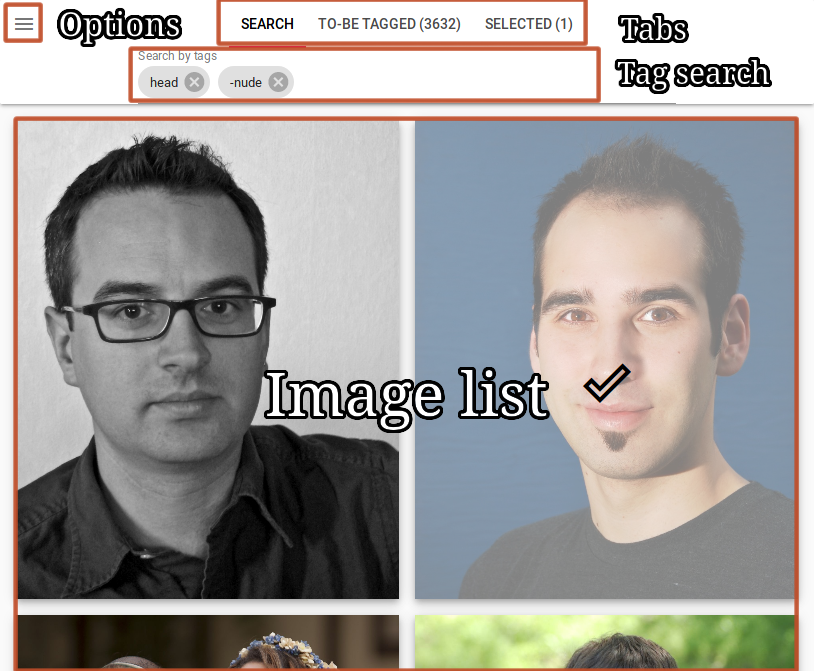 Options
SEARCH TO-BE TAGGED (3632) SELECTED (1)
Tabs
Search by tags
head -nude
Tag search
Image list